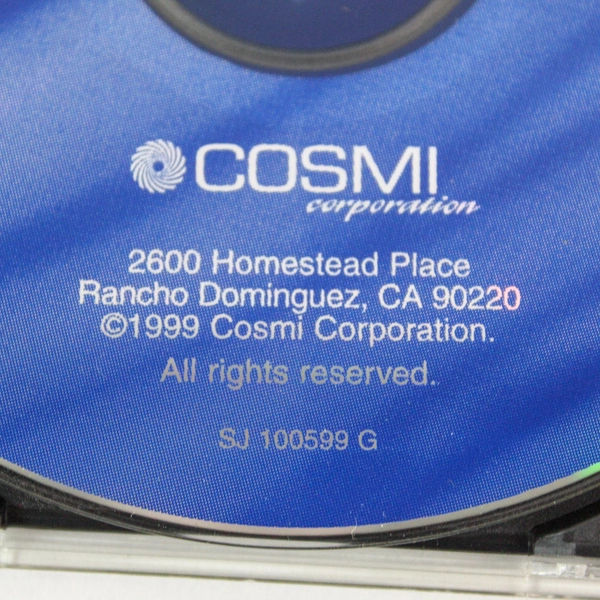 COSMI
corporation
2600 Homestead Place
Rancho Dominguez, CA 90220
©1999 Cosmi Corporation.
All rights reserved.
SJ 100599 G